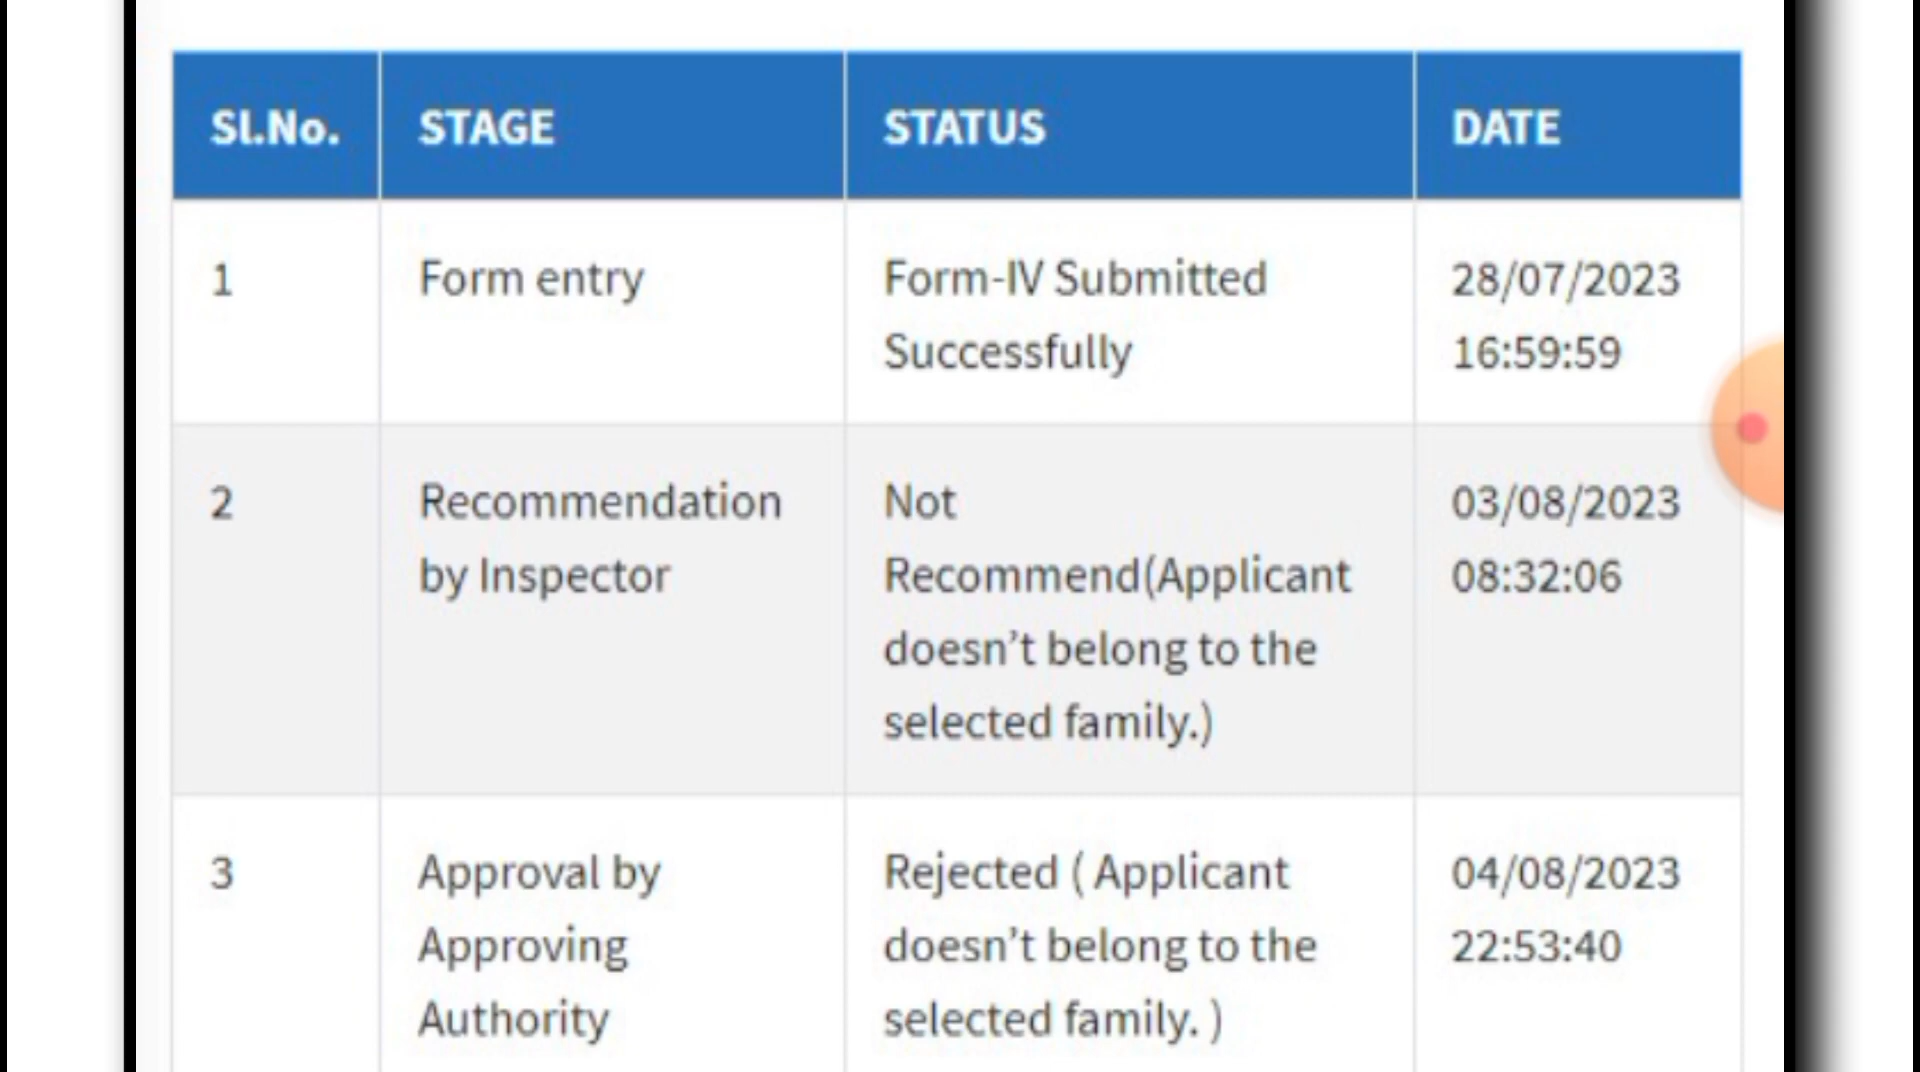 Sl.No. STAGE STATUS DATE
1 Form entry Form-IV Submitted 28/07/2023
Successfully 16:59:59
2 Recommendation Not 03/08/2023
by Inspector Recommend(Applicant 08:32:06
doesn’t belong to the
selected family.)
3 Approval by Rejected ( Applicant 04/08/2023
Approving doesn’t belong to the 22:53:40
Authority selected family. )